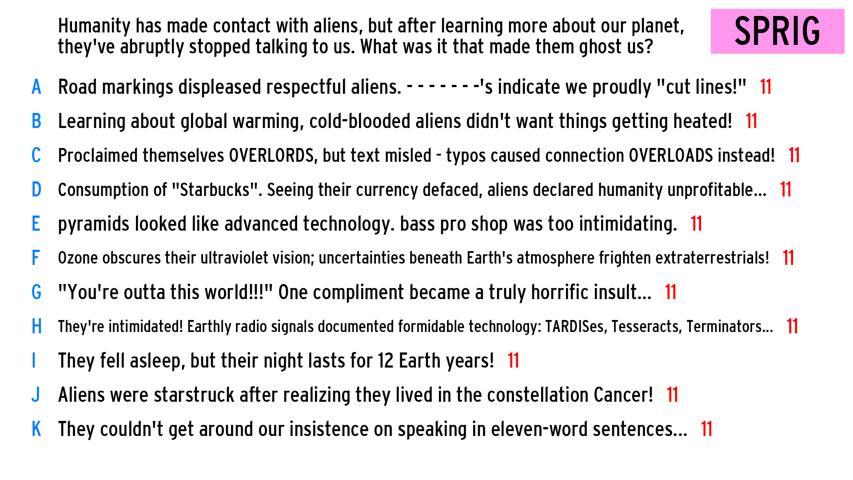 Humanity has made contact with aliens, but after learning more about our planet,
they've abruptly stopped talking to us. What was it that made them ghost us?
SPRIG
A Road markings displeased respectful aliens. - - - - - - -'s indicate we proudly "cut lines!" 11
B Learning about global warming, cold-blooded aliens didn't want things getting heated! 11
C Proclaimed themselves OVERLORDS, but text misled - typos caused connection OVERLOADS instead! 11
D Consumption of "Starbucks". Seeing their currency defaced, aliens declared humanity unprofitable... 11
E pyramids looked like advanced technology. bass pro shop was too intimidating. 11
F Ozone obscures their ultraviolet vision; uncertainties beneath Earth's atmosphere frighten extraterrestrials! 11
G "You're outta this world!!!" One compliment became a truly horrific insult... 11
H They're intimidated! Earthly radio signals documented formidable technology: TARDISes, Tesseracts, Terminators... 11
I They fell asleep, but their night lasts for 12 Earth years! 11
J Aliens were starstruck after realizing they lived in the constellation Cancer! 11
K They couldn't get around our insistence on speaking in eleven-word sentences... 11